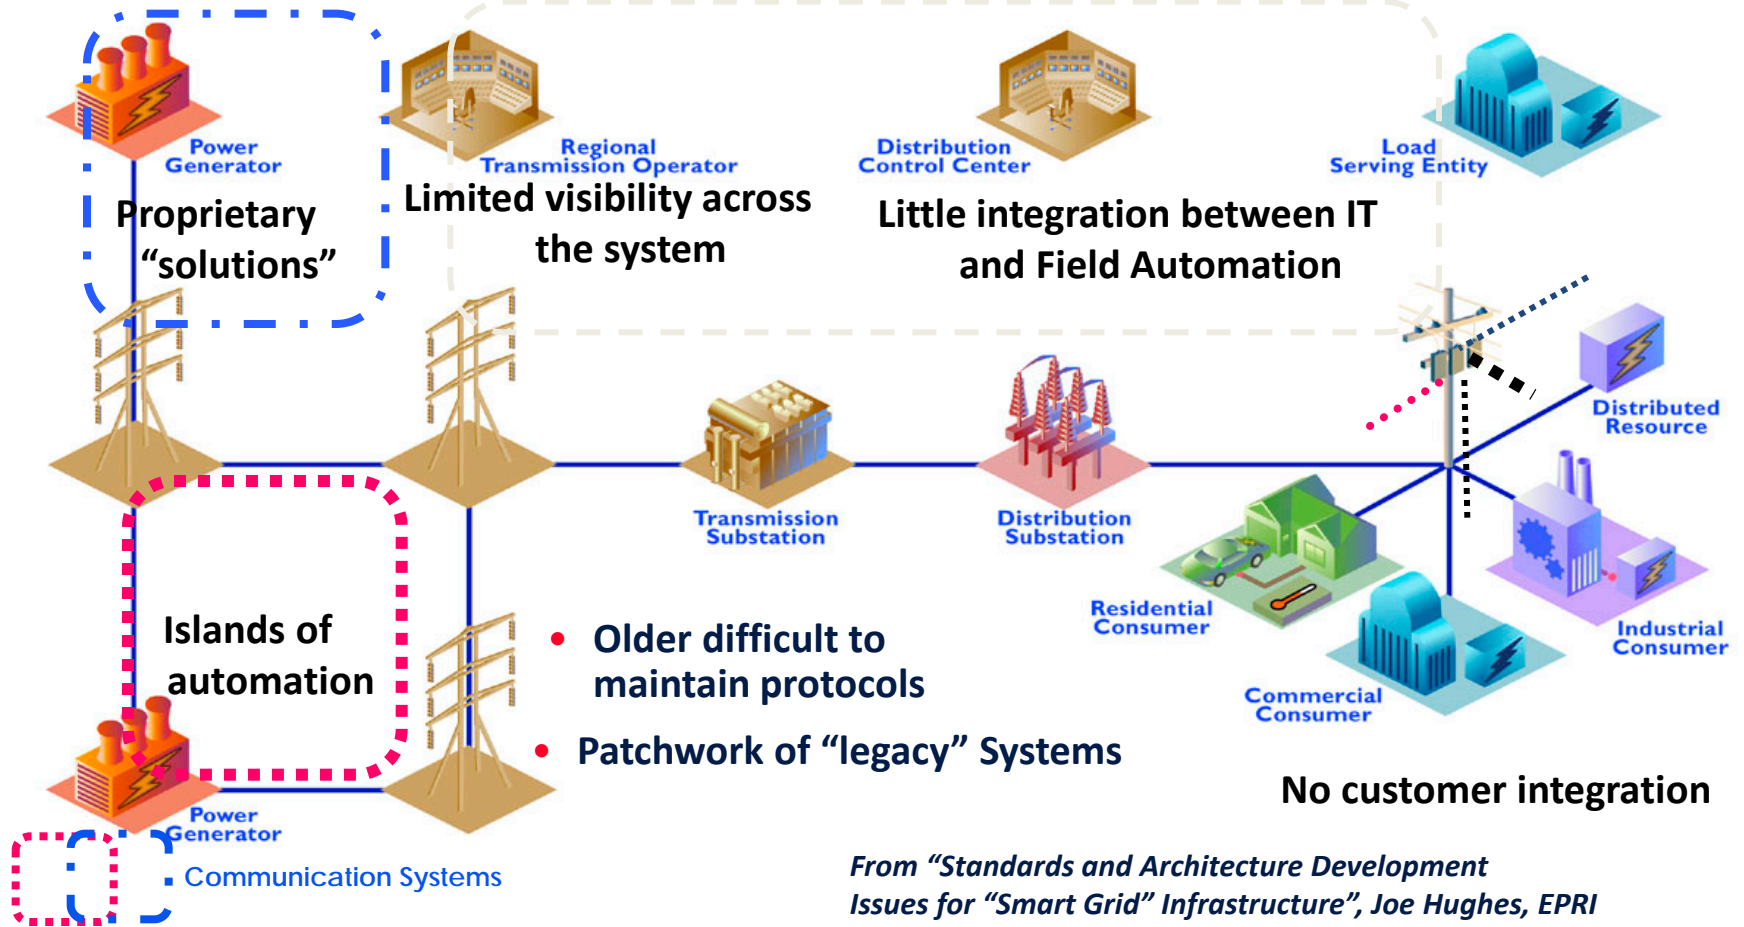 Power
Generator
Regional
Transmission Operator
Distribution
Control Center
Load
Serving Entity
Proprietary
“solutions”
Limited visibility across
the system
Little integration between IT
and Field Automation
Distributed
Resource
Transmission
Substation
Distribution
Substation
Residential
Consumer
Industrial
Consumer
Commercial
Consumer
Islands of
automation
• Older difficult to
maintain protocols
• Patchwork of “legacy” Systems
No customer integration
Power
Generator
Communication Systems
From “Standards and Architecture Development
Issues for “Smart Grid” Infrastructure”, Joe Hughes, EPRI